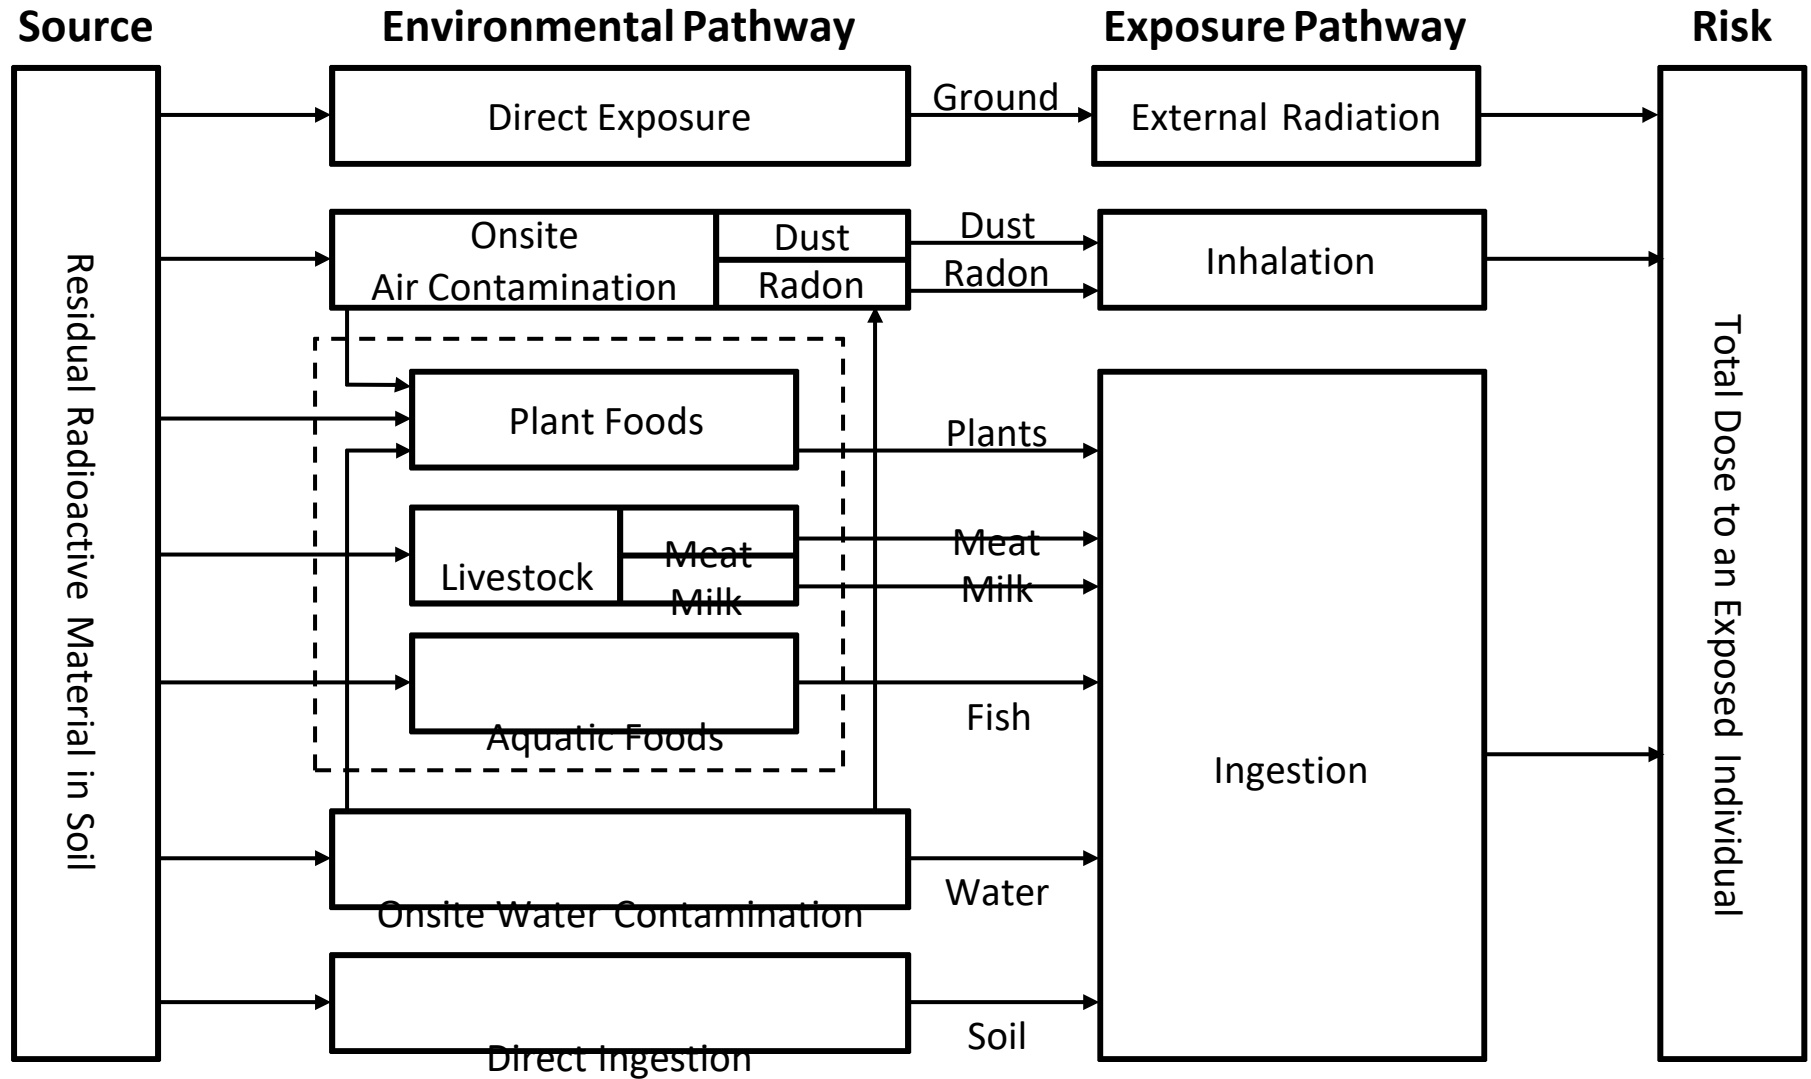 Source
Environmental Pathway
Exposure Pathway
Risk
Residual Radioactive Material in Soil
Direct Exposure
Ground
External Radiation
Onsite
Air Contamination
Dust
Radon
Dust
Radon
Inhalation
Plant Foods
Plants
Livestock
Meat
Milk
Meat
Milk
Aquatic Foods
Fish
Ingestion
Onsite Water Contamination
Water
Direct Ingestion
Soil
Total Dose to an Exposed Individual